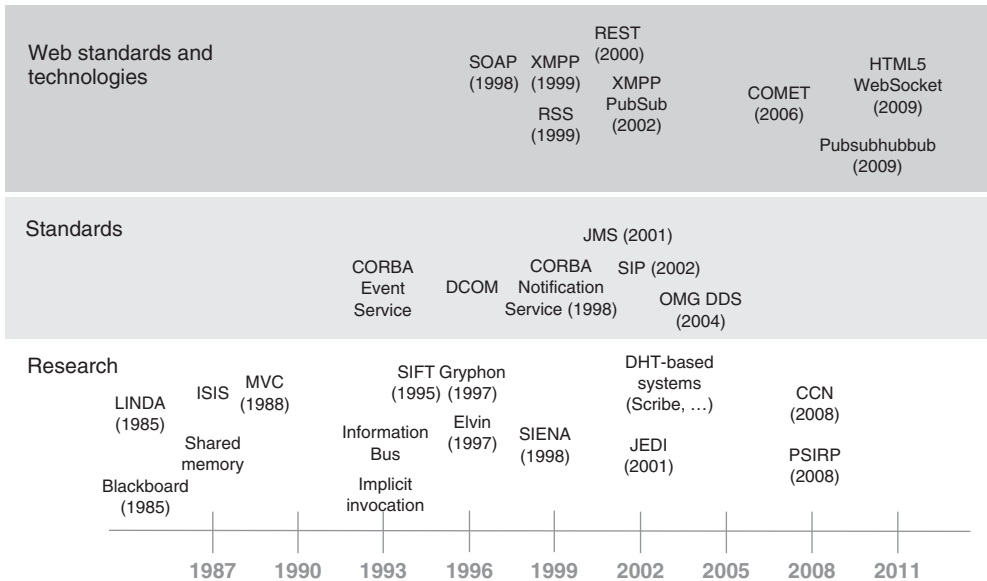 Web standards and
technologies
SOAP
(1998)
XMPP
(1999)
RSS
(1999)
REST
(2000)
XMPP
PubSub
(2002)
COMET
(2006)
HTML5
WebSocket
(2009)
Pubsubhubbub
(2009)
Standards
CORBA
Event
Service
DCOM
CORBA
Notification
Service (1998)
JMS (2001)
SIP (2002)
OMG DDS
(2004)
Research
LINDA
(1985)
Blackboard
(1985)
ISIS
Shared
memory
MVC
(1988)
Information
Bus
Implicit
invocation
SIFT
(1995)
Gryphon
(1997)
Elvin
(1997)
SIENA
(1998)
DHT-based
systems
(Scribe, …)
JEDI
(2001)
CCN
(2008)
PSIRP
(2008)
1987 1990 1993 1996 1999 2002 2005 2008 2011